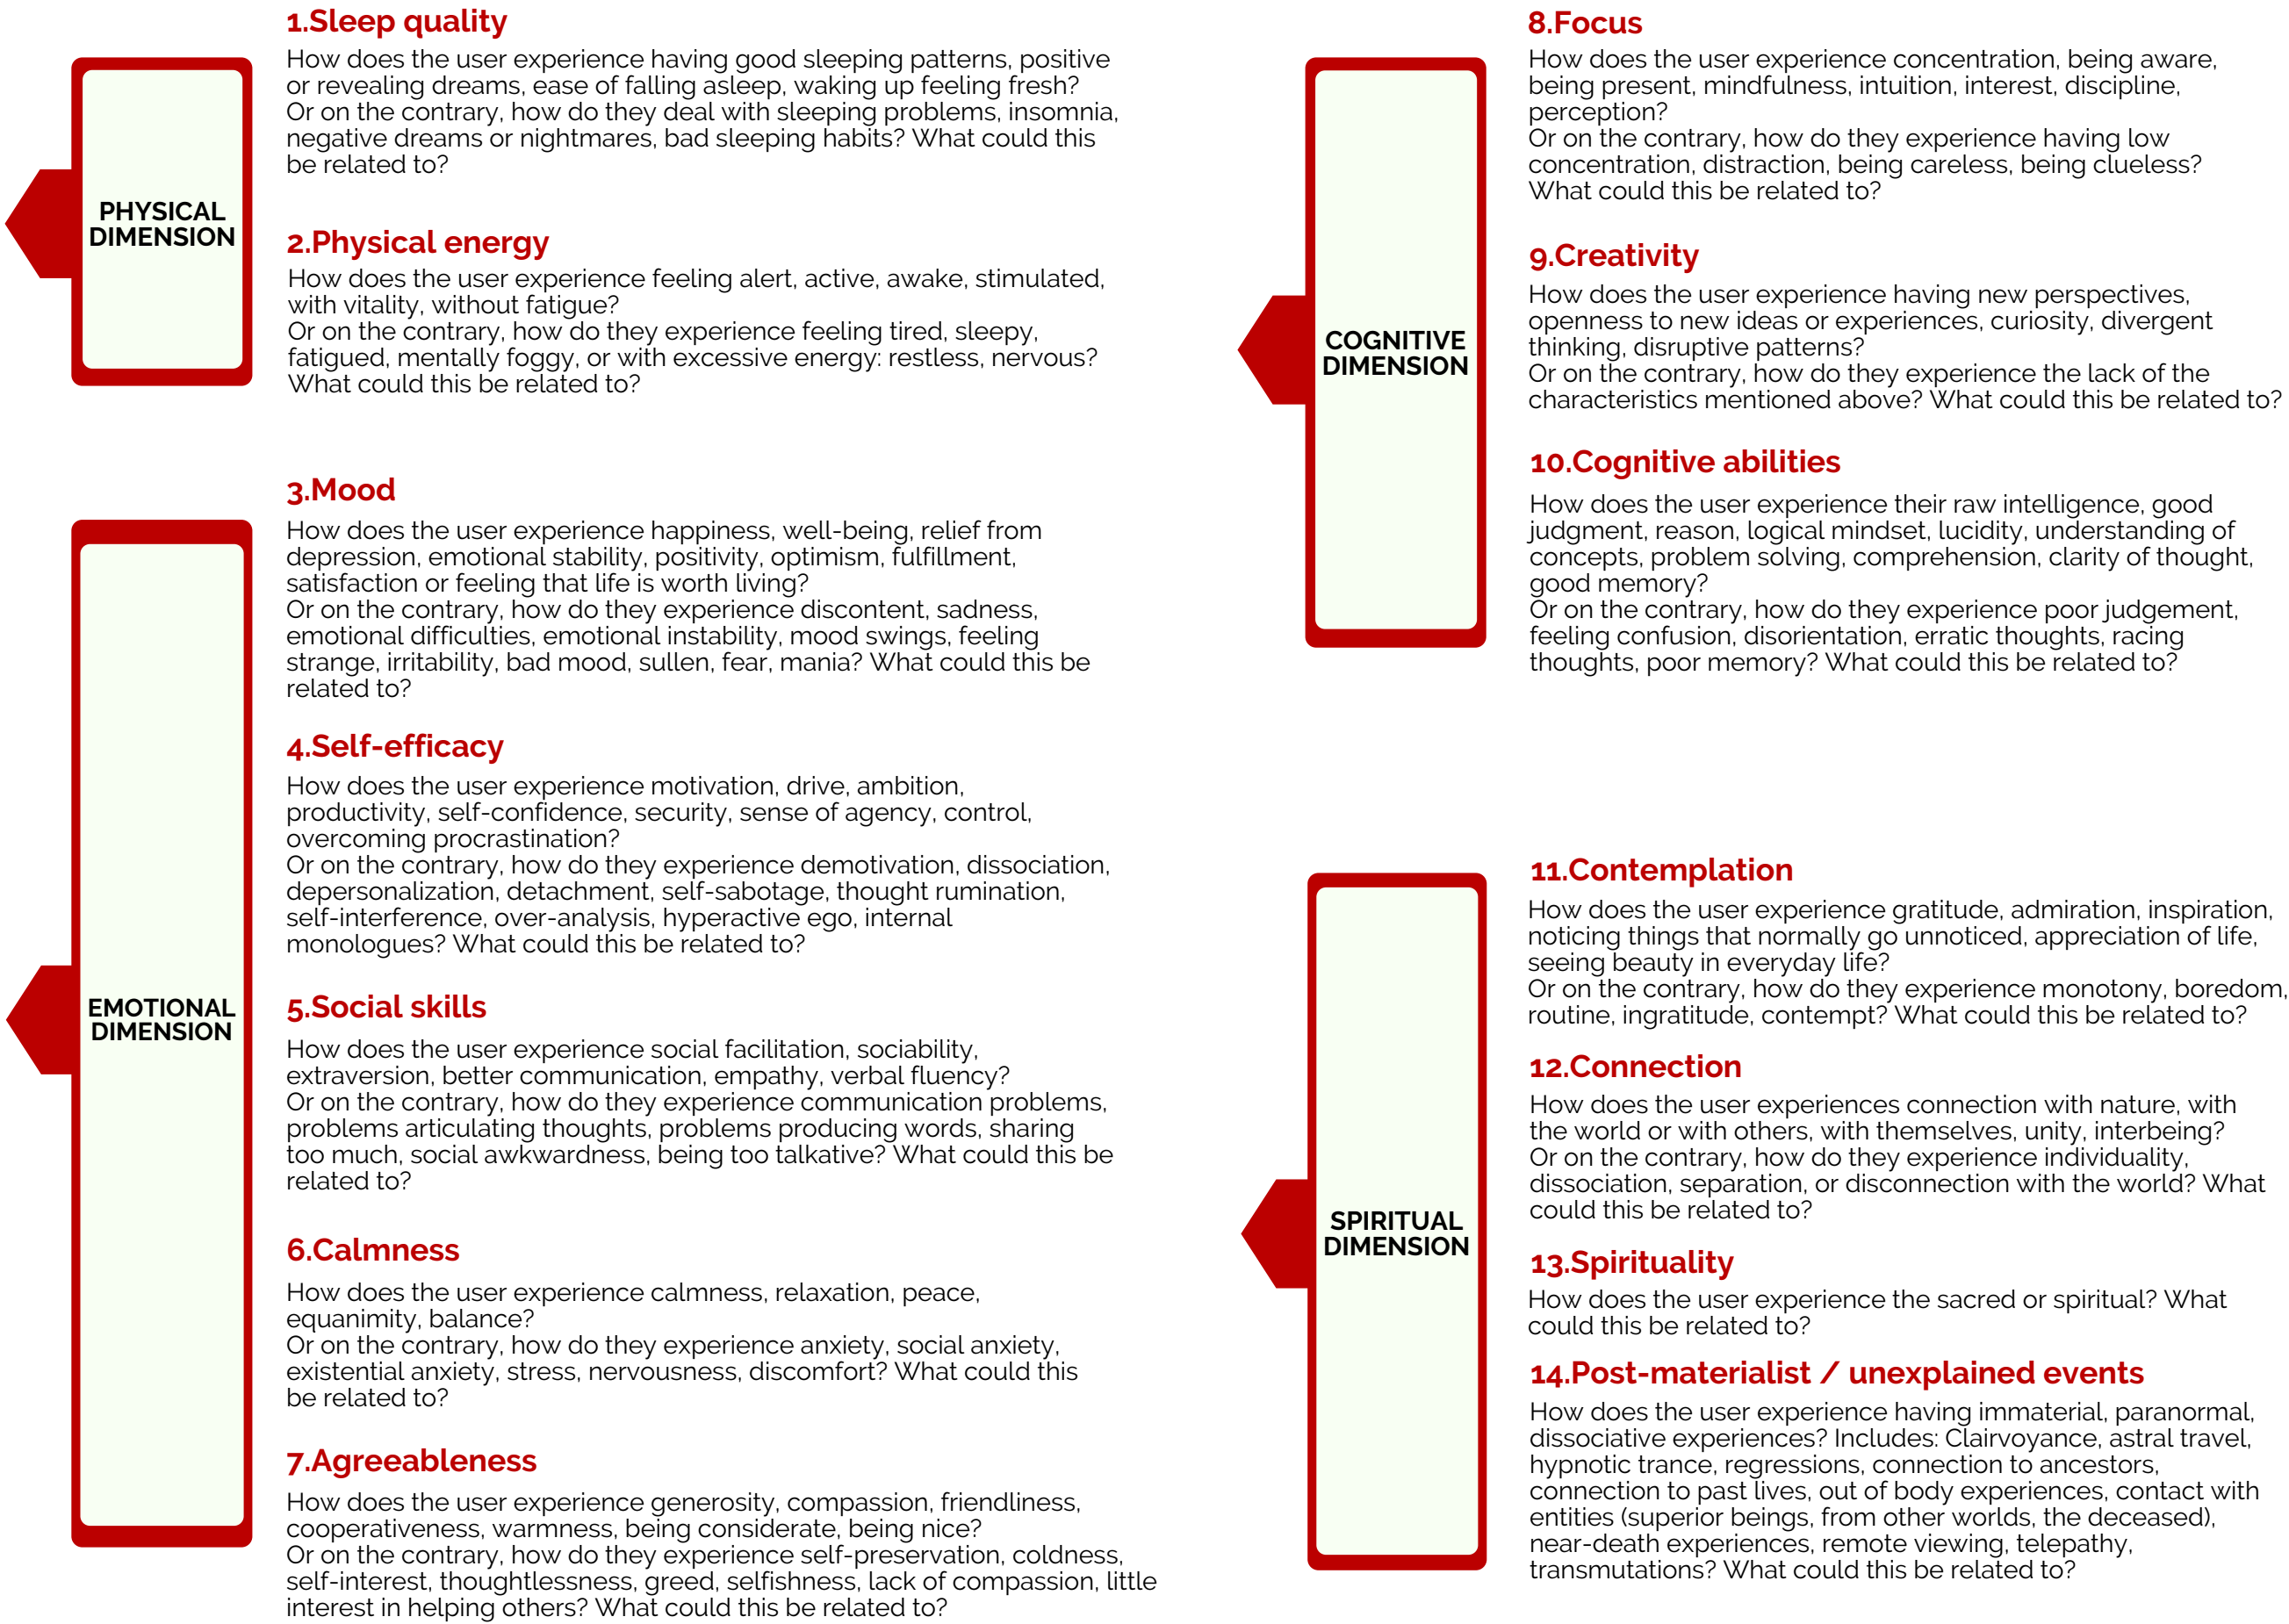 PHYSICAL
DIMENSION
1.Sleep quality
How does the user experience having good sleeping patterns, positive
or revealing dreams, ease of falling asleep, waking up feeling fresh?
Or on the contrary, how do they deal with sleeping problems, insomnia,
negative dreams or nightmares, bad sleeping habits? What could this
be related to?
2.Physical energy
How does the user experience feeling alert, active, awake, stimulated,
with vitality, without fatigue?
Or on the contrary, how do they experience feeling tired, sleepy,
fatigued, mentally foggy, or with excessive energy: restless, nervous?
What could this be related to?
EMOTIONAL
DIMENSION
3.Mood
How does the user experience happiness, well-being, relief from
depression, emotional stability, positivity, optimism, fulfillment,
satisfaction or feeling that life is worth living?
Or on the contrary, how do they experience discontent, sadness,
emotional difficulties, emotional instability, mood swings, feeling
strange, irritability, bad mood, sullen, fear, mania? What could this be
related to?
4.Self-efficacy
How does the user experience motivation, drive, ambition,
productivity, self-confidence, security, sense of agency, control,
overcoming procrastination?
Or on the contrary, how do they experience demotivation, dissociation,
depersonalization, detachment, self-sabotage, thought rumination,
self-interference, over-analysis, hyperactive ego, internal
monologues? What could this be related to?
5.Social skills
How does the user experience social facilitation, sociability,
extraversion, better communication, empathy, verbal fluency?
Or on the contrary, how do they experience communication problems,
problems articulating thoughts, problems producing words, sharing
too much, social awkwardness, being too talkative? What could this be
related to?
6.Calmness
How does the user experience calmness, relaxation, peace,
equanimity, balance?
Or on the contrary, how do they experience anxiety, social anxiety,
existential anxiety, stress, nervousness, discomfort? What could this
be related to?
7.Agreeableness
How does the user experience generosity, compassion, friendliness,
cooperativeness, warmness, being considerate, being nice?
Or on the contrary, how do they experience self-preservation, coldness,
self-interest, thoughtlessness, greed, selfishness, lack of compassion, little
interest in helping others? What could this be related to?
COGNITIVE
DIMENSION
8.Focus
How does the user experience concentration, being aware,
being present, mindfulness, intuition, interest, discipline,
perception?
Or on the contrary, how do they experience having low
concentration, distraction, being careless, being clueless?
What could this be related to?
9.Creativity
How does the user experience having new perspectives,
openness to new ideas or experiences, curiosity, divergent
thinking, disruptive patterns?
Or on the contrary, how do they experience the lack of the
characteristics mentioned above? What could this be related to?
10.Cognitive abilities
How does the user experience their raw intelligence, good
judgment, reason, logical mindset, lucidity, understanding of
concepts, problem solving, comprehension, clarity of thought,
good memory?
Or on the contrary, how do they experience poor judgement,
feeling confusion, disorientation, erratic thoughts, racing
thoughts, poor memory? What could this be related to?
SPIRITUAL
DIMENSION
11.Contemplation
How does the user experience gratitude, admiration, inspiration,
noticing things that normally go unnoticed, appreciation of life,
seeing beauty in everyday life?
Or on the contrary, how do they experience monotony, boredom,
routine, ingratitude, contempt? What could this be related to?
12.Connection
How does the user experiences connection with nature, with
the world or with others, with themselves, unity, interbeing?
Or on the contrary, how do they experience individuality,
dissociation, separation, or disconnection with the world? What
could this be related to?
13.Spirituality
How does the user experience the sacred or spiritual? What
could this be related to?
14.Post-materialist / unexplained events
How does the user experience having immaterial, paranormal,
dissociative experiences? Includes: Clairvoyance, astral travel,
hypnotic trance, regressions, connection to ancestors,
connection to past lives, out of body experiences, contact with
entities (superior beings, from other worlds, the deceased),
near-death experiences, remote viewing, telepathy,
transmutations? What could this be related to?